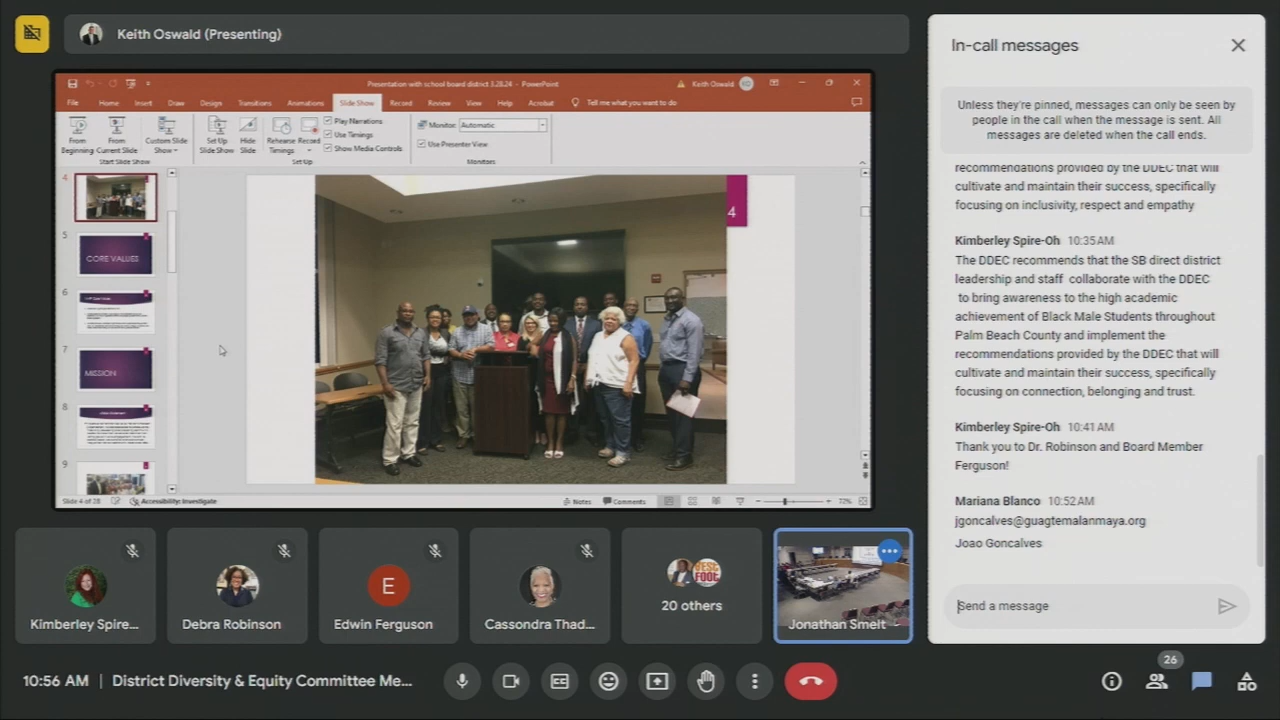 Keith Oswald (Presenting)
Presentation with school board district 3.28.24 - PowerPoint
Keith Oswald
File Home Insert Draw Design Transitions Animations Slide Show Record Review View Help Acrobat Tell me what you want to do
From Beginning
From Current Slide
Custom Slide Show
Set Up Slide Show
Hide Slide
Rehearse Timings
Record
Play Narrations
Use Timings
Show Media Controls
Monitor: Automatic
Use Presenter View
Start Slide Show
Set Up
Monitors
4
5
CORE VALUES
6
7
MISSION
8
9
4
Slide 4 of 28
Accessibility: Investigate
Notes
Comments
72%
Kimberley Spire...
Debra Robinson
E
Edwin Ferguson
Cassondra Thad...
20 others
Jonathan Smelt
10:56 AM | District Diversity & Equity Committee Me...
26
In-call messages
Unless they're pinned, messages can only be seen by
people in the call when the message is sent. All
messages are deleted when the call ends.
recommendations provided by the DDEC that will
cultivate and maintain their success, specifically
focusing on inclusivity, respect and empathy
Kimberley Spire-Oh 10:35 AM
The DDEC recommends that the SB direct district
leadership and staff collaborate with the DDEC
to bring awareness to the high academic
achievement of Black Male Students throughout
Palm Beach County and implement the
recommendations provided by the DDEC that will
cultivate and maintain their success, specifically
focusing on connection, belonging and trust.
Kimberley Spire-Oh 10:41 AM
Thank you to Dr. Robinson and Board Member
Ferguson!
Mariana Blanco 10:52 AM
jgoncalves@guagtemalanmaya.org
Joao Goncalves
Send a message